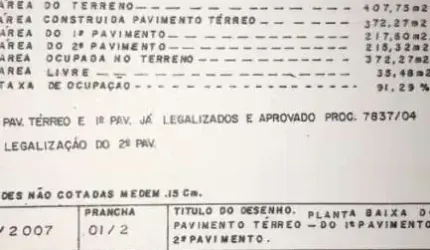 ÁREA DO TERRENO — — — — — — — — — 407,75m2
ÁREA CONSTRUIDA PAVIMENTO TÉRREO — — — — 372,27m2
ÁREA DO 1º PAVIMENTO — — — — — — — — 217,60m2
ÁREA DO 2º PAVIMENTO — — — — — — — — 218,32m2
ÁREA OCUPADA NO TERRENO — — — — — — — 372,27m2
ÁREA LIVRE — — — — — — — — — — — 35,48m2
TAXA DE OCUPAÇÃO — — — — — — — — — 91,29 %
PAV. TÉRREO E 1º PAV. JÁ LEGALIZADOS E APROVADO PROC. 7837/04
LEGALIZAÇÃO DO 2º PAV.
DES NÃO COTADAS MEDEM .15 Cm.
/2007
PRANCHA
01/2
TITULO DO DESENHO. PLANTA BAIXA DO
PAVIMENTO TÉRREO – DO 1º PAVIMENTO
2º PAVIMENTO.